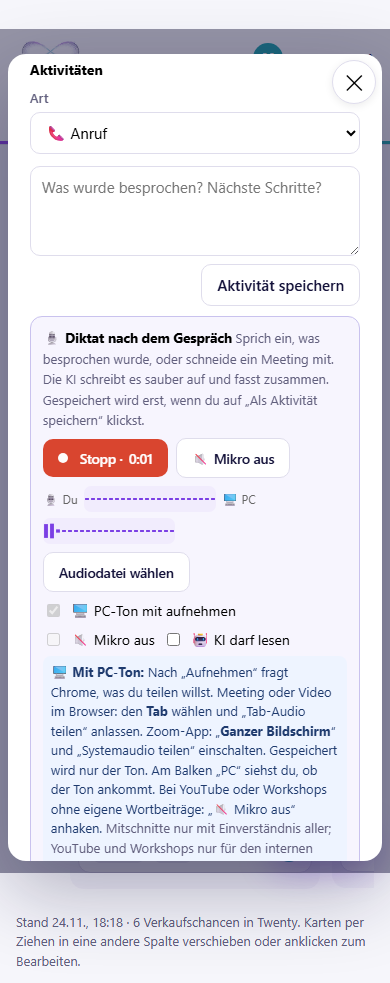 Aktivitäten
Art
Anruf
Was wurde besprochen? Nächste Schritte?
Aktivität speichern
Diktat nach dem Gespräch Sprich ein, was
besprochen wurde, oder schneide ein Meeting mit.
Die KI schreibt es sauber auf und fasst zusammen.
Gespeichert wird erst, wenn du auf „Als Aktivität
speichern“ klickst.
Stopp · 0:01
Mikro aus
Du
PC
Audiodatei wählen
PC-Ton mit aufnehmen
Mikro aus
KI darf lesen
Mit PC-Ton: Nach „Aufnehmen“ fragt
Chrome, was du teilen willst. Meeting oder Video
im Browser: den Tab wählen und „Tab-Audio
teilen“ anlassen. Zoom-App: „Ganzer Bildschirm“
und „Systemaudio teilen“ einschalten. Gespeichert
wird nur der Ton. Am Balken „PC“ siehst du, ob
der Ton ankommt. Bei YouTube oder Workshops
ohne eigene Wortbeiträge: „ Mikro aus“
anhaken. Mitschnitte nur mit Einverständnis aller;
YouTube und Workshops nur für den internen
Stand 24.11., 18:18 · 6 Verkaufschancen in Twenty. Karten per
Ziehen in eine andere Spalte verschieben oder anklicken zum
Bearbeiten.